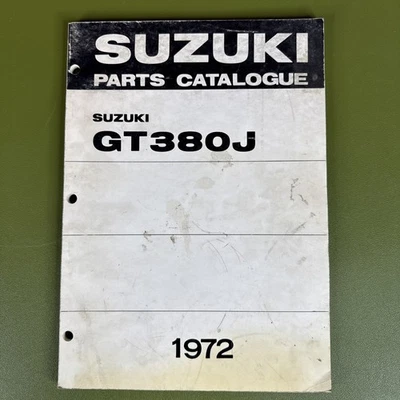 SUZUKI
PARTS CATALOGUE
SUZUKI
GT380J
1972